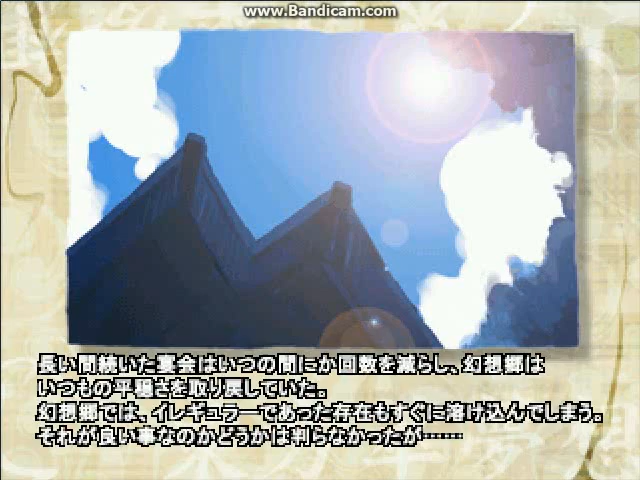 www.Bandicam.com
長い間続いた宴会はいつの間にか回数を減らし、幻想郷は
いつもの平穏さを取り戻していた。
幻想郷では、イレギュラーであった存在もすぐに溶け込んでしまう。
それが良い事なのかどうかは判らなかったが……